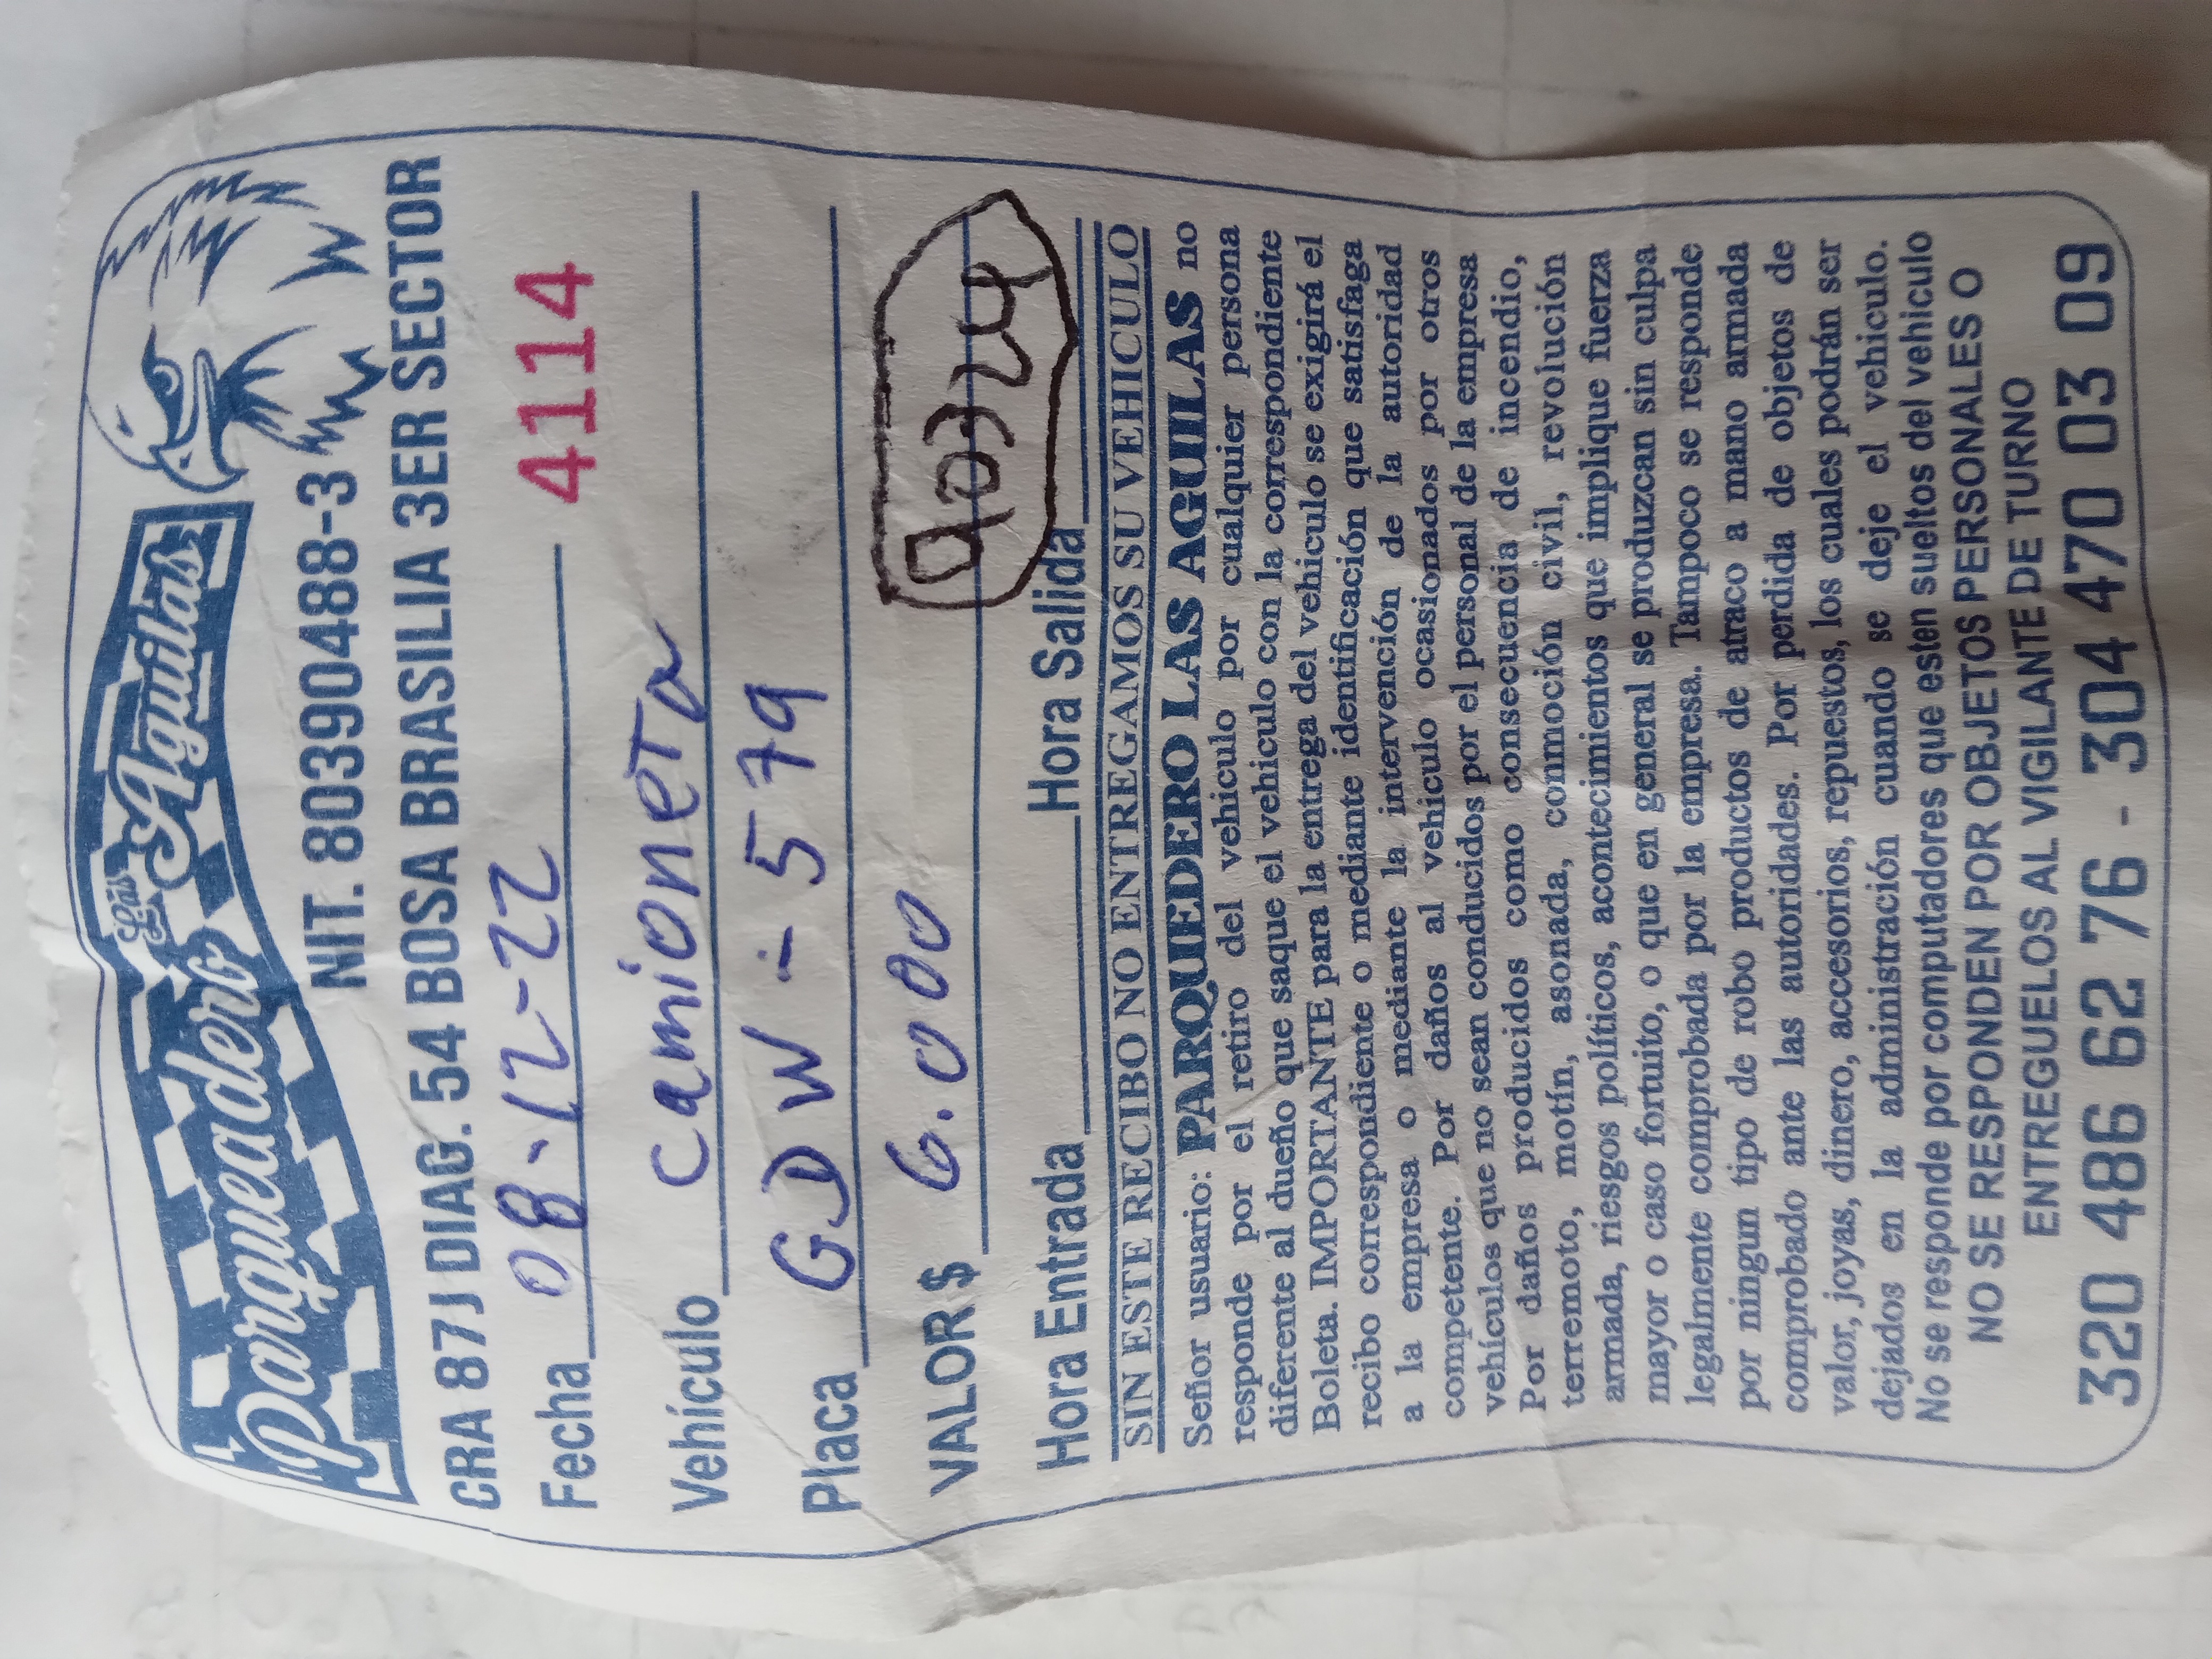 Parqueadero Las Aguilas
NIT. 80390488-3
CRA 87J DIAG. 54 BOSA BRASILIA 3ER SECTOR
Fecha 08-12-22 4114
Vehículo camioneta
Placa GDW-579
VALOR $ 6.000
Hora Entrada Hora Salida
SIN ESTE RECIBO NO ENTREGAMOS SU VEHICULO
Señor usuario: PARQUEDERO LAS AGUILAS no
responde por el retiro del vehiculo por cualquier persona
diferente al dueño que saque el vehiculo con la correspondiente
Boleta. IMPORTANTE para la entrega del vehiculo se exigirá el
recibo correspondiente o mediante identificación que satisfaga
a la empresa o mediante la intervención de la autoridad
competente. Por daños al vehiculo ocasionados por otros
vehículos que no sean conducidos por el personal de la empresa
Por daños producidos como consecuencia de incendio,
terremoto, motín, asonada, conmoción civil, revolución
armada, riesgos políticos, acontecimientos que implique fuerza
mayor o caso fortuito, o que en general se produzcan sin culpa
legalmente comprobada por la empresa. Tampoco se responde
por ningun tipo de robo productos de atraco a mano armada
comprobado ante las autoridades. Por perdida de objetos de
valor, joyas, dinero, accesorios, repuestos, los cuales podrán ser
dejados en la administración cuando se deje el vehiculo.
No se responde por computadores que esten sueltos del vehiculo
NO SE RESPONDEN POR OBJETOS PERSONALES O
ENTREGUELOS AL VIGILANTE DE TURNO
320 486 62 76 - 304 470 03 09